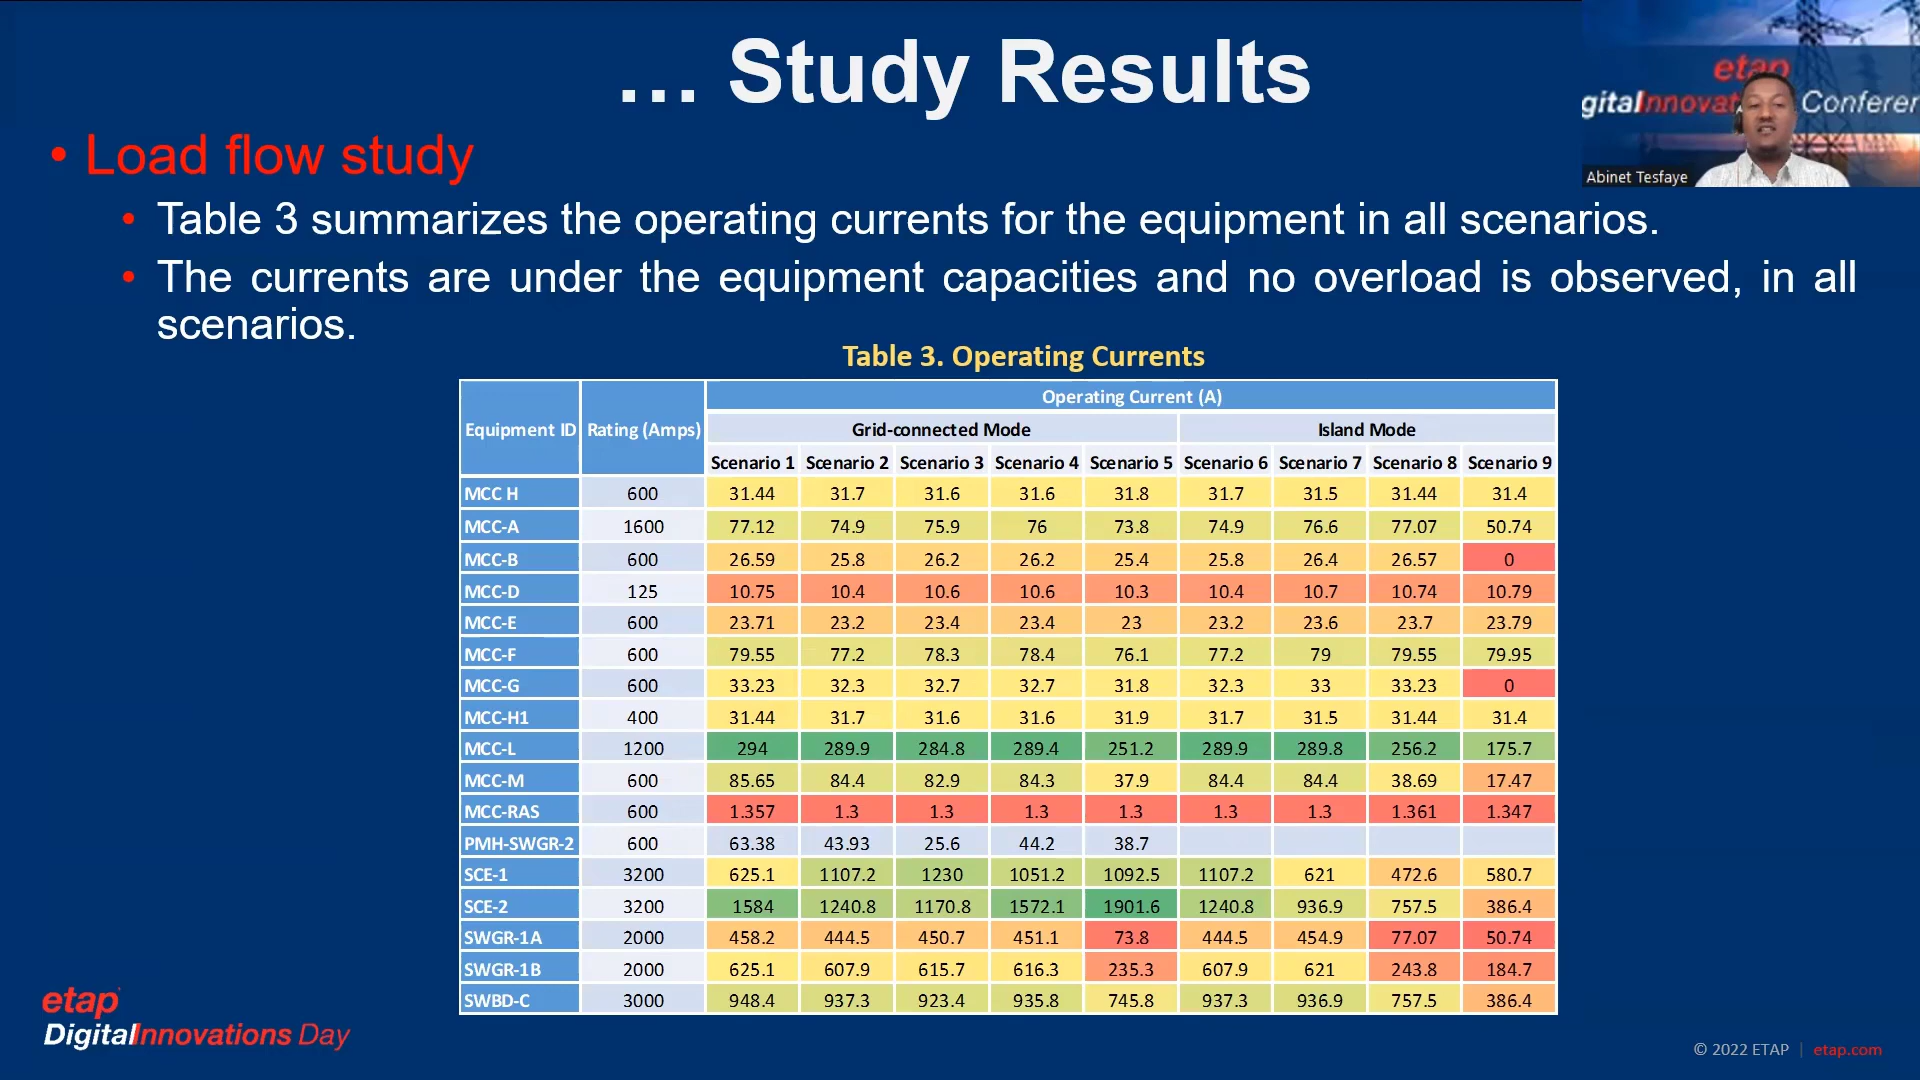 … Study Results
etap
gitalInnovat Conferen
Abinet Tesfaye
• Load flow study
• Table 3 summarizes the operating currents for the equipment in all scenarios.
• The currents are under the equipment capacities and no overload is observed, in all
scenarios.
Table 3. Operating Currents
Equipment ID Rating (Amps) Operating Current (A)
Grid-connected Mode Island Mode
Scenario 1 Scenario 2 Scenario 3 Scenario 4 Scenario 5 Scenario 6 Scenario 7 Scenario 8 Scenario 9
MCC H 600 31.44 31.7 31.6 31.6 31.8 31.7 31.5 31.44 31.4
MCC-A 1600 77.12 74.9 75.9 76 73.8 74.9 76.6 77.07 50.74
MCC-B 600 26.59 25.8 26.2 26.2 25.4 25.8 26.4 26.57 0
MCC-D 125 10.75 10.4 10.6 10.6 10.3 10.4 10.7 10.74 10.79
MCC-E 600 23.71 23.2 23.4 23.4 23 23.2 23.6 23.7 23.79
MCC-F 600 79.55 77.2 78.3 78.4 76.1 77.2 79 79.55 79.95
MCC-G 600 33.23 32.3 32.7 32.7 31.8 32.3 33 33.23 0
MCC-H1 400 31.44 31.7 31.6 31.6 31.9 31.7 31.5 31.44 31.4
MCC-L 1200 294 289.9 284.8 289.4 251.2 289.9 289.8 256.2 175.7
MCC-M 600 85.65 84.4 82.9 84.3 37.9 84.4 84.4 38.69 17.47
MCC-RAS 600 1.357 1.3 1.3 1.3 1.3 1.3 1.3 1.361 1.347
PMH-SWGR-2 600 63.38 43.93 25.6 44.2 38.7
SCE-1 3200 625.1 1107.2 1230 1051.2 1092.5 1107.2 621 472.6 580.7
SCE-2 3200 1584 1240.8 1170.8 1572.1 1901.6 1240.8 936.9 757.5 386.4
SWGR-1A 2000 458.2 444.5 450.7 451.1 73.8 444.5 454.9 77.07 50.74
SWGR-1B 2000 625.1 607.9 615.7 616.3 235.3 607.9 621 243.8 184.7
SWBD-C 3000 948.4 937.3 923.4 935.8 745.8 937.3 936.9 757.5 386.4
etap
DigitalInnovations Day
© 2022 ETAP | etap.com